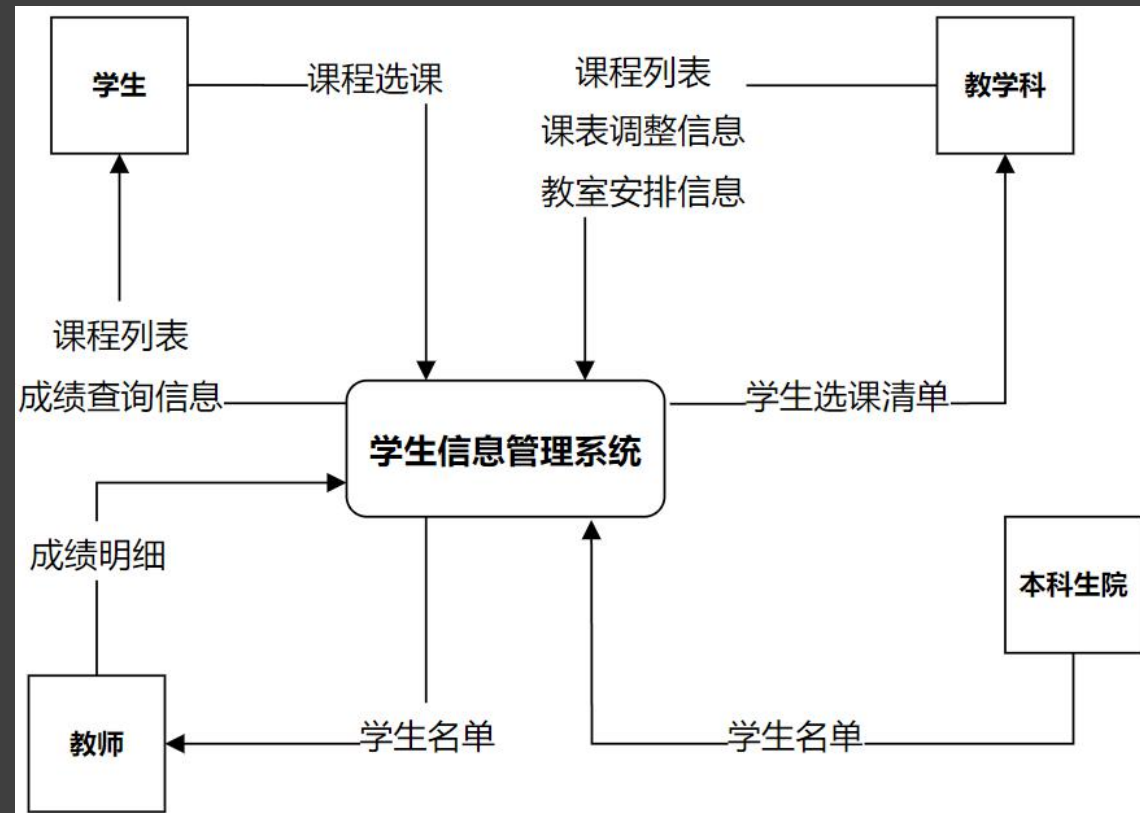 学生
课程选课
课程列表
课表调整信息
教室安排信息
教学科
课程列表
成绩查询信息
学生信息管理系统
学生选课清单
成绩明细
本科生院
教师
学生名单
学生名单